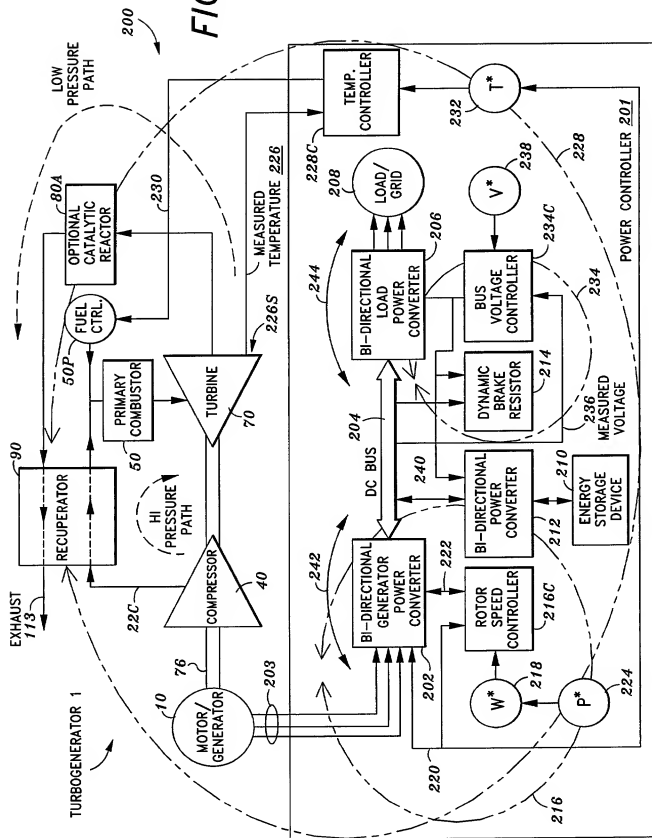 FIG
200
LOW
PRESSURE
PATH
80A
OPTIONAL
CATALYTIC
REACTOR
FUEL
CTRL.
50P
230
90
RECUPERATOR
EXHAUST
113
22C
PRIMARY
COMBUSTOR
50
HI
PRESSURE
PATH
TURBINE
70
226S
COMPRESSOR
40
76
10
MOTOR/
GENERATOR
203
TURBOGENERATOR 1
MEASURED
TEMPERATURE 226
TEMP.
CONTROLLER
228C
T*
232
228
POWER CONTROLLER 201
LOAD/
GRID
208
V*
238
244
BI-DIRECTIONAL
LOAD
POWER
CONVERTER
206
BUS
VOLTAGE
CONTROLLER
234C
234
204
DC BUS
DYNAMIC
BRAKE
RESISTOR
214
236
MEASURED
VOLTAGE
240
BI-DIRECTIONAL
POWER
CONVERTER
212
210
ENERGY
STORAGE
DEVICE
242
BI-DIRECTIONAL
GENERATOR
POWER
CONVERTER
202
222
ROTOR
SPEED
CONTROLLER
216C
W*
218
P*
224
220
216